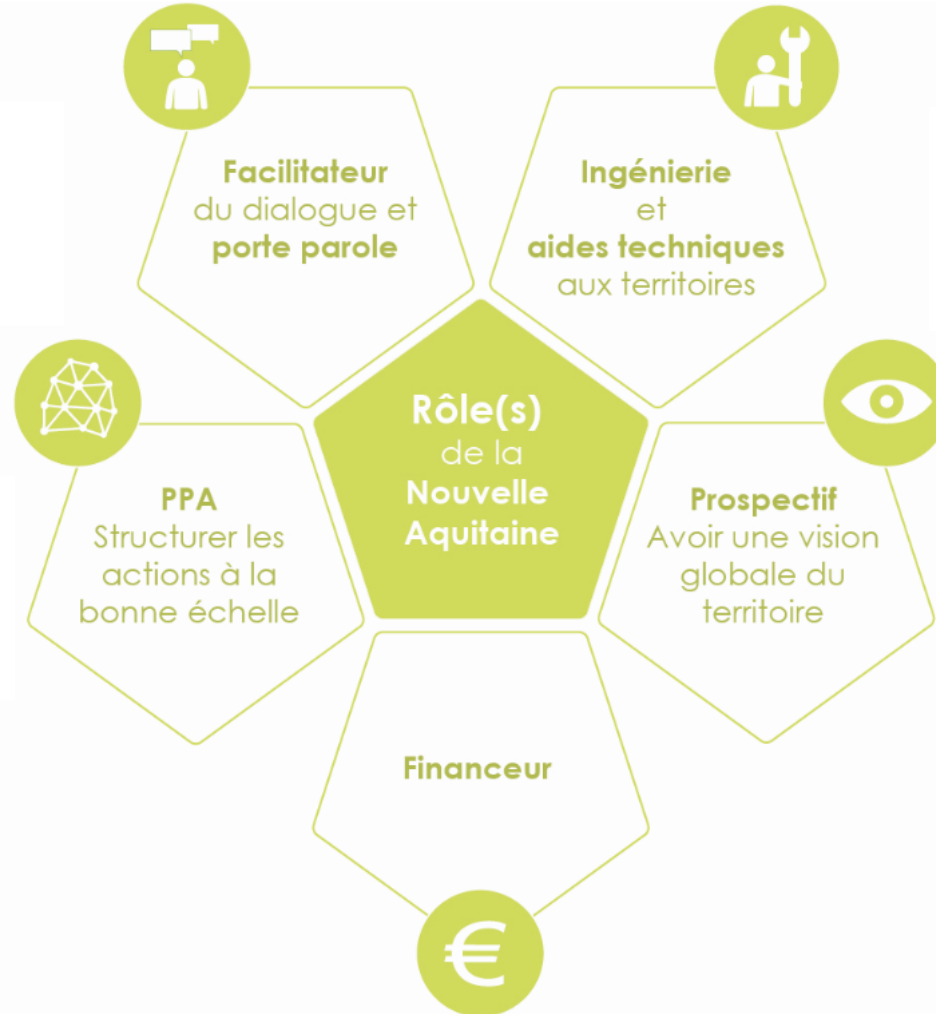 Facilitateur
du dialogue et
porte parole
Ingénierie
et
aides techniques
aux territoires
Rôle(s)
de la
Nouvelle
Aquitaine
PPA
Structurer les
actions à la
bonne échelle
Prospectif
Avoir une vision
globale du
territoire
Financeur
€